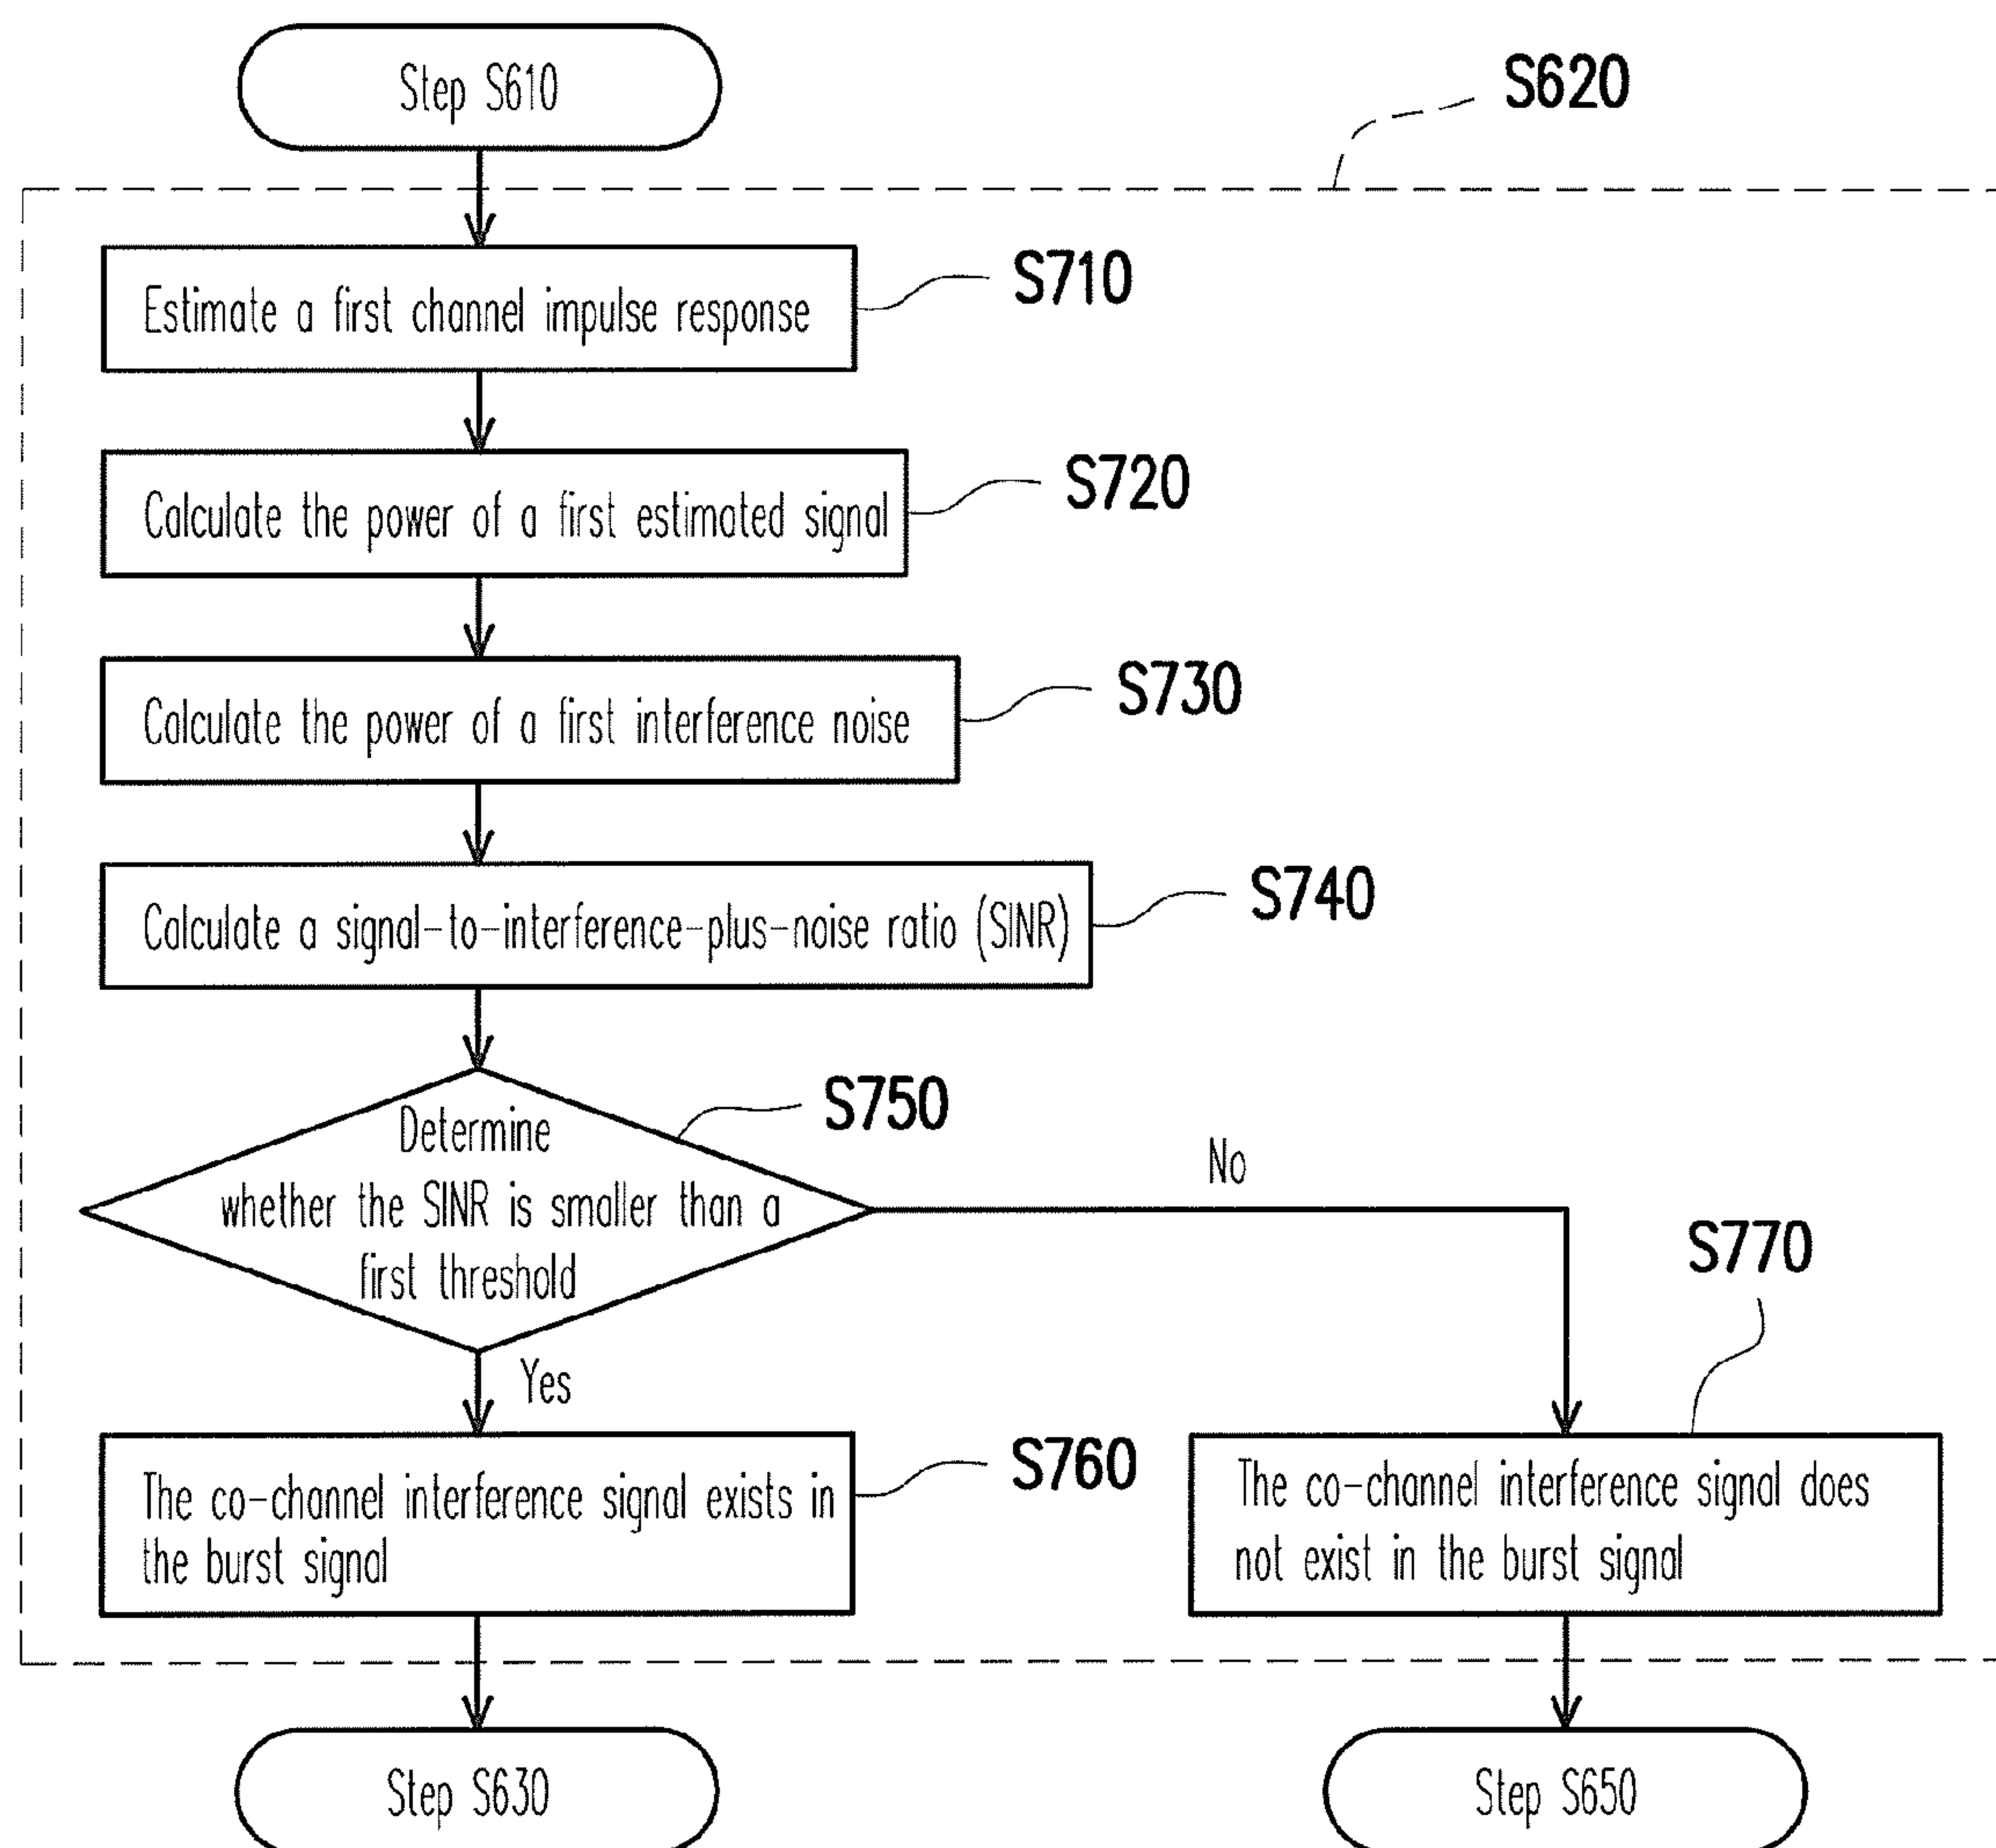 Step S610
S620
Estimate a first channel impulse response
S710
Calculate the power of a first estimated signal
S720
Calculate the power of a first interference noise
S730
Calculate a signal-to-interference-plus-noise ratio (SINR)
S740
Determine
whether the SINR is smaller than a
first threshold
S750
No
Yes
The co-channel interference signal exists in
the burst signal
S760
S770
The co-channel interference signal does
not exist in the burst signal
Step S630
Step S650